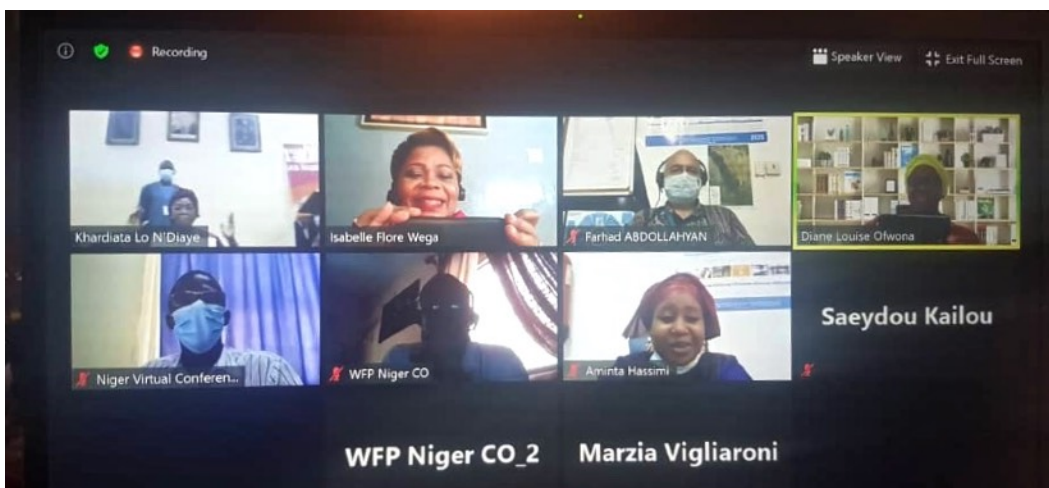 Recording
Speaker View
Exit Full Screen
2020
Khardiata Lo N'Diaye
Isabelle Flore Wega
Farhad ABDOLLAHYAN
Diane Louise Ofwona
Niger Virtual Conferen...
WFP Niger CO
Aminta Hassimi
Saeydou Kailou
WFP Niger CO_2
Marzia Vigliaroni